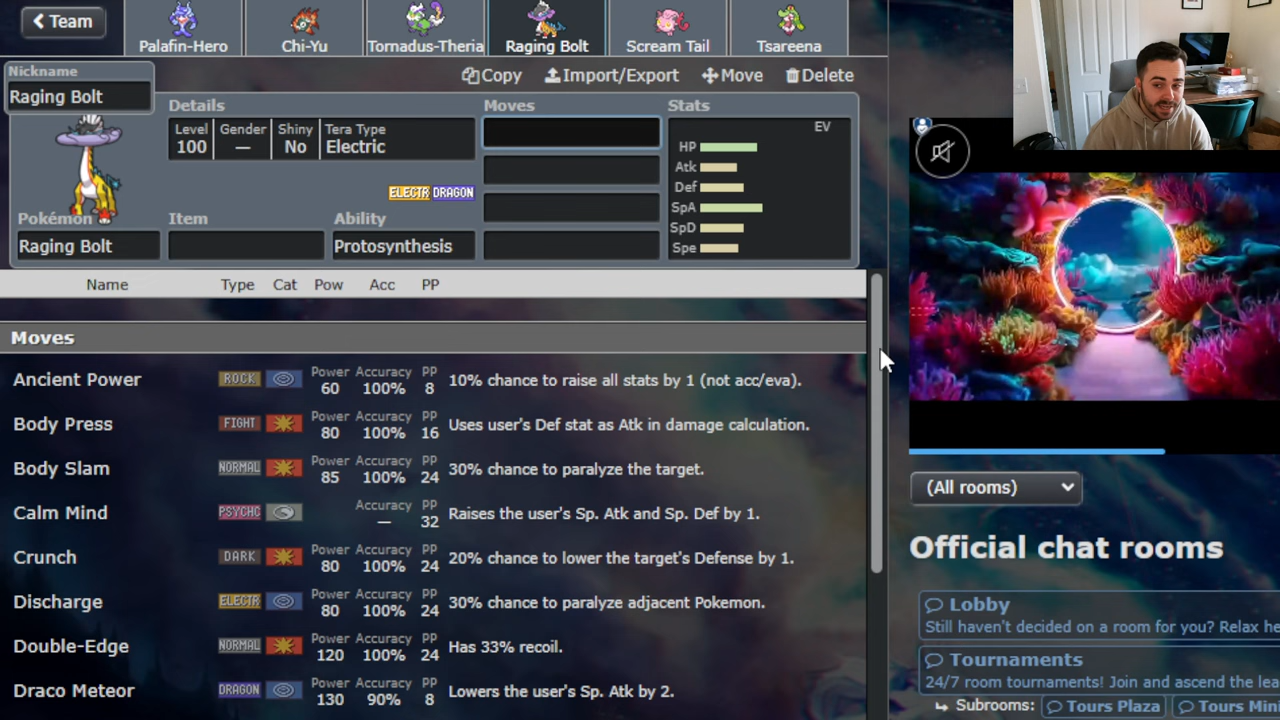 Team
Palafin-Hero
Chi-Yu
Tornadus-Theria
Raging Bolt
Scream Tail
Tsareena
Nickname
Raging Bolt
Copy
Import/Export
Move
Delete
Details
Level
100
Gender
—
Shiny
No
Tera Type
Electric
ELECTR DRAGON
Pokémon
Raging Bolt
Item
Ability
Protosynthesis
Moves
Stats
EV
HP
Atk
Def
SpA
SpD
Spe
Name Type Cat Pow Acc PP
Moves
Ancient Power ROCK Power 60 Accuracy 100% PP 8 10% chance to raise all stats by 1 (not acc/eva).
Body Press FIGHT Power 80 Accuracy 100% PP 16 Uses user's Def stat as Atk in damage calculation.
Body Slam NORMAL Power 85 Accuracy 100% PP 24 30% chance to paralyze the target.
Calm Mind PSYCHC Accuracy — PP 32 Raises the user's Sp. Atk and Sp. Def by 1.
Crunch DARK Power 80 Accuracy 100% PP 24 20% chance to lower the target's Defense by 1.
Discharge ELECTR Power 80 Accuracy 100% PP 24 30% chance to paralyze adjacent Pokemon.
Double-Edge NORMAL Power 120 Accuracy 100% PP 24 Has 33% recoil.
Draco Meteor DRAGON Power 130 Accuracy 90% PP 8 Lowers the user's Sp. Atk by 2.
(All rooms)
Official chat rooms
Lobby
Still haven't decided on a room for you? Relax he
Tournaments
24/7 room tournaments! Join and ascend the lea
Subrooms: Tours Plaza Tours Mini